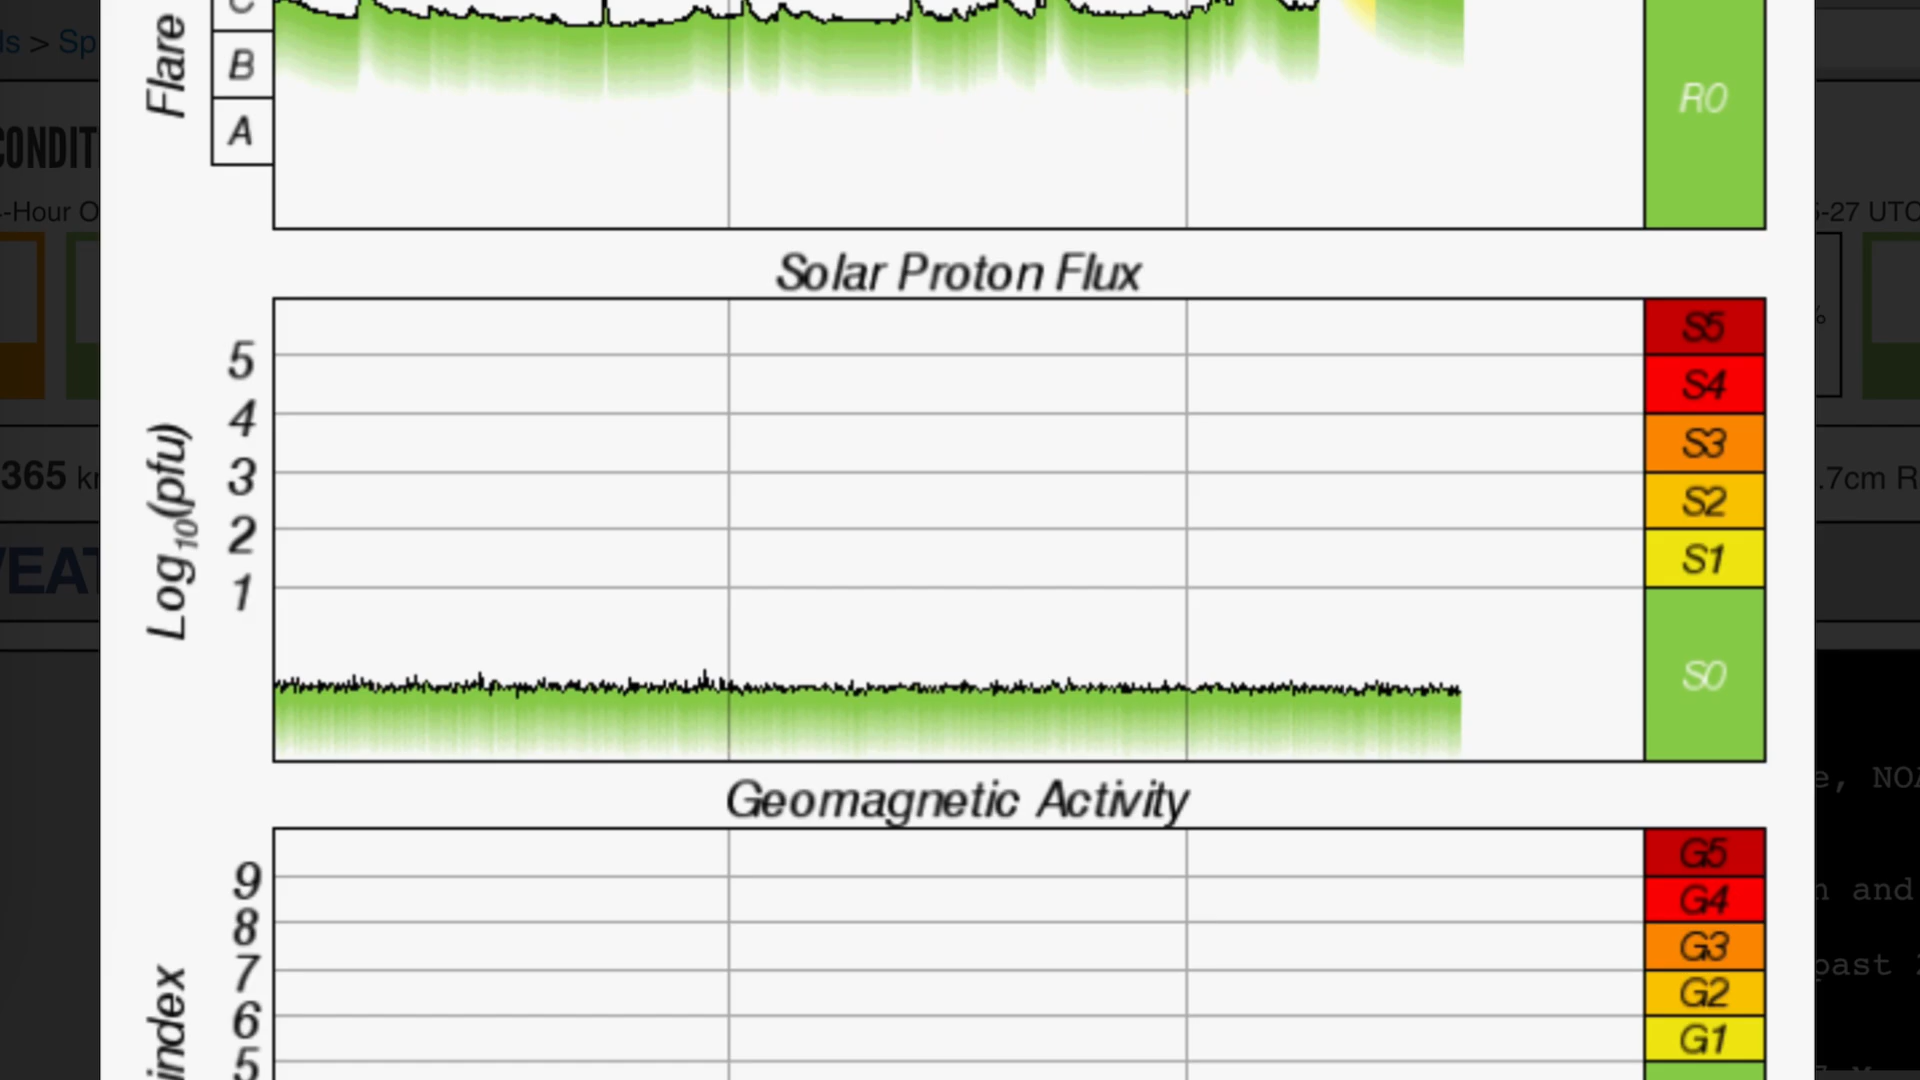 ls > Sp
C
Flare
B
A
R0
CONDIT
-Hour O
-27 UTC
Solar Proton Flux
S5
5
S4
4
S3
3
S2
2
S1
1
S0
Log10(pfu)
%
365 k
.7cm R
Geomagnetic Activity
e, NO
G5
9
G4
8
and
G3
7
past
G2
6
G1
5
index